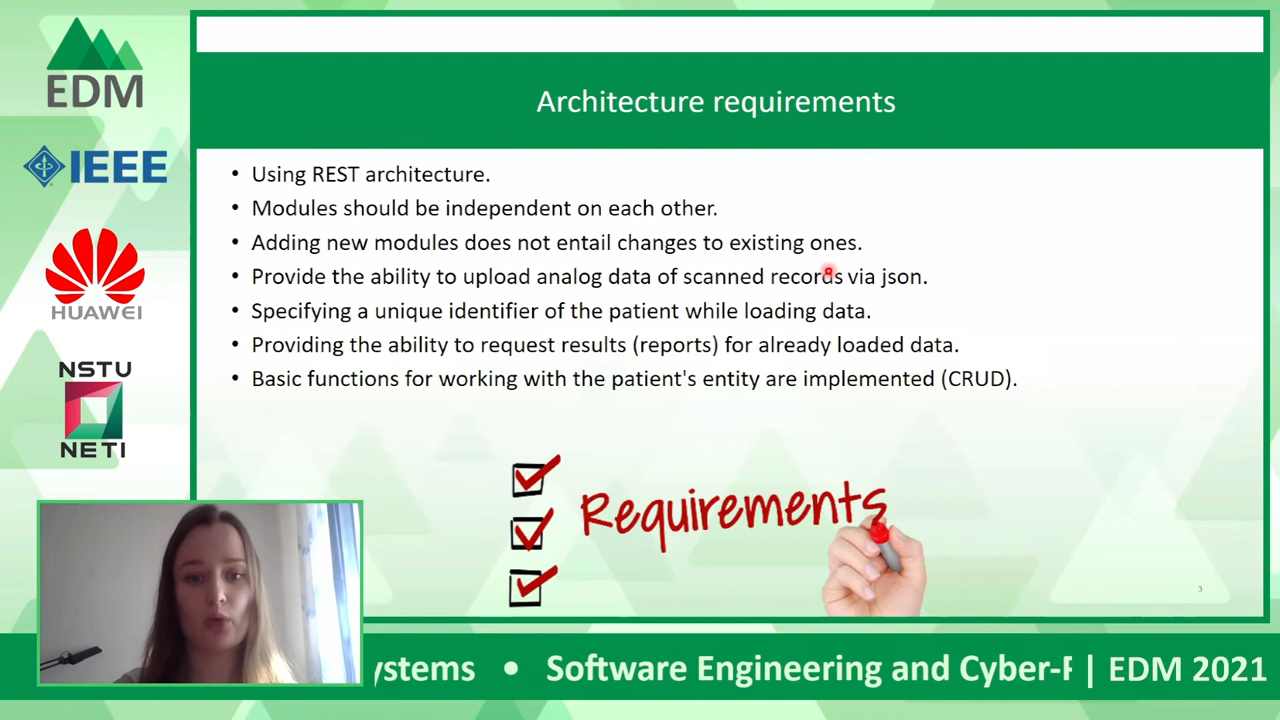 EDM
IEEE
HUAWEI
NSTU
NETI
Architecture requirements
• Using REST architecture.
• Modules should be independent on each other.
• Adding new modules does not entail changes to existing ones.
• Provide the ability to upload analog data of scanned records via json.
• Specifying a unique identifier of the patient while loading data.
• Providing the ability to request results (reports) for already loaded data.
• Basic functions for working with the patient's entity are implemented (CRUD).
Requirements
3
ystems • Software Engineering and Cyber-P | EDM 2021